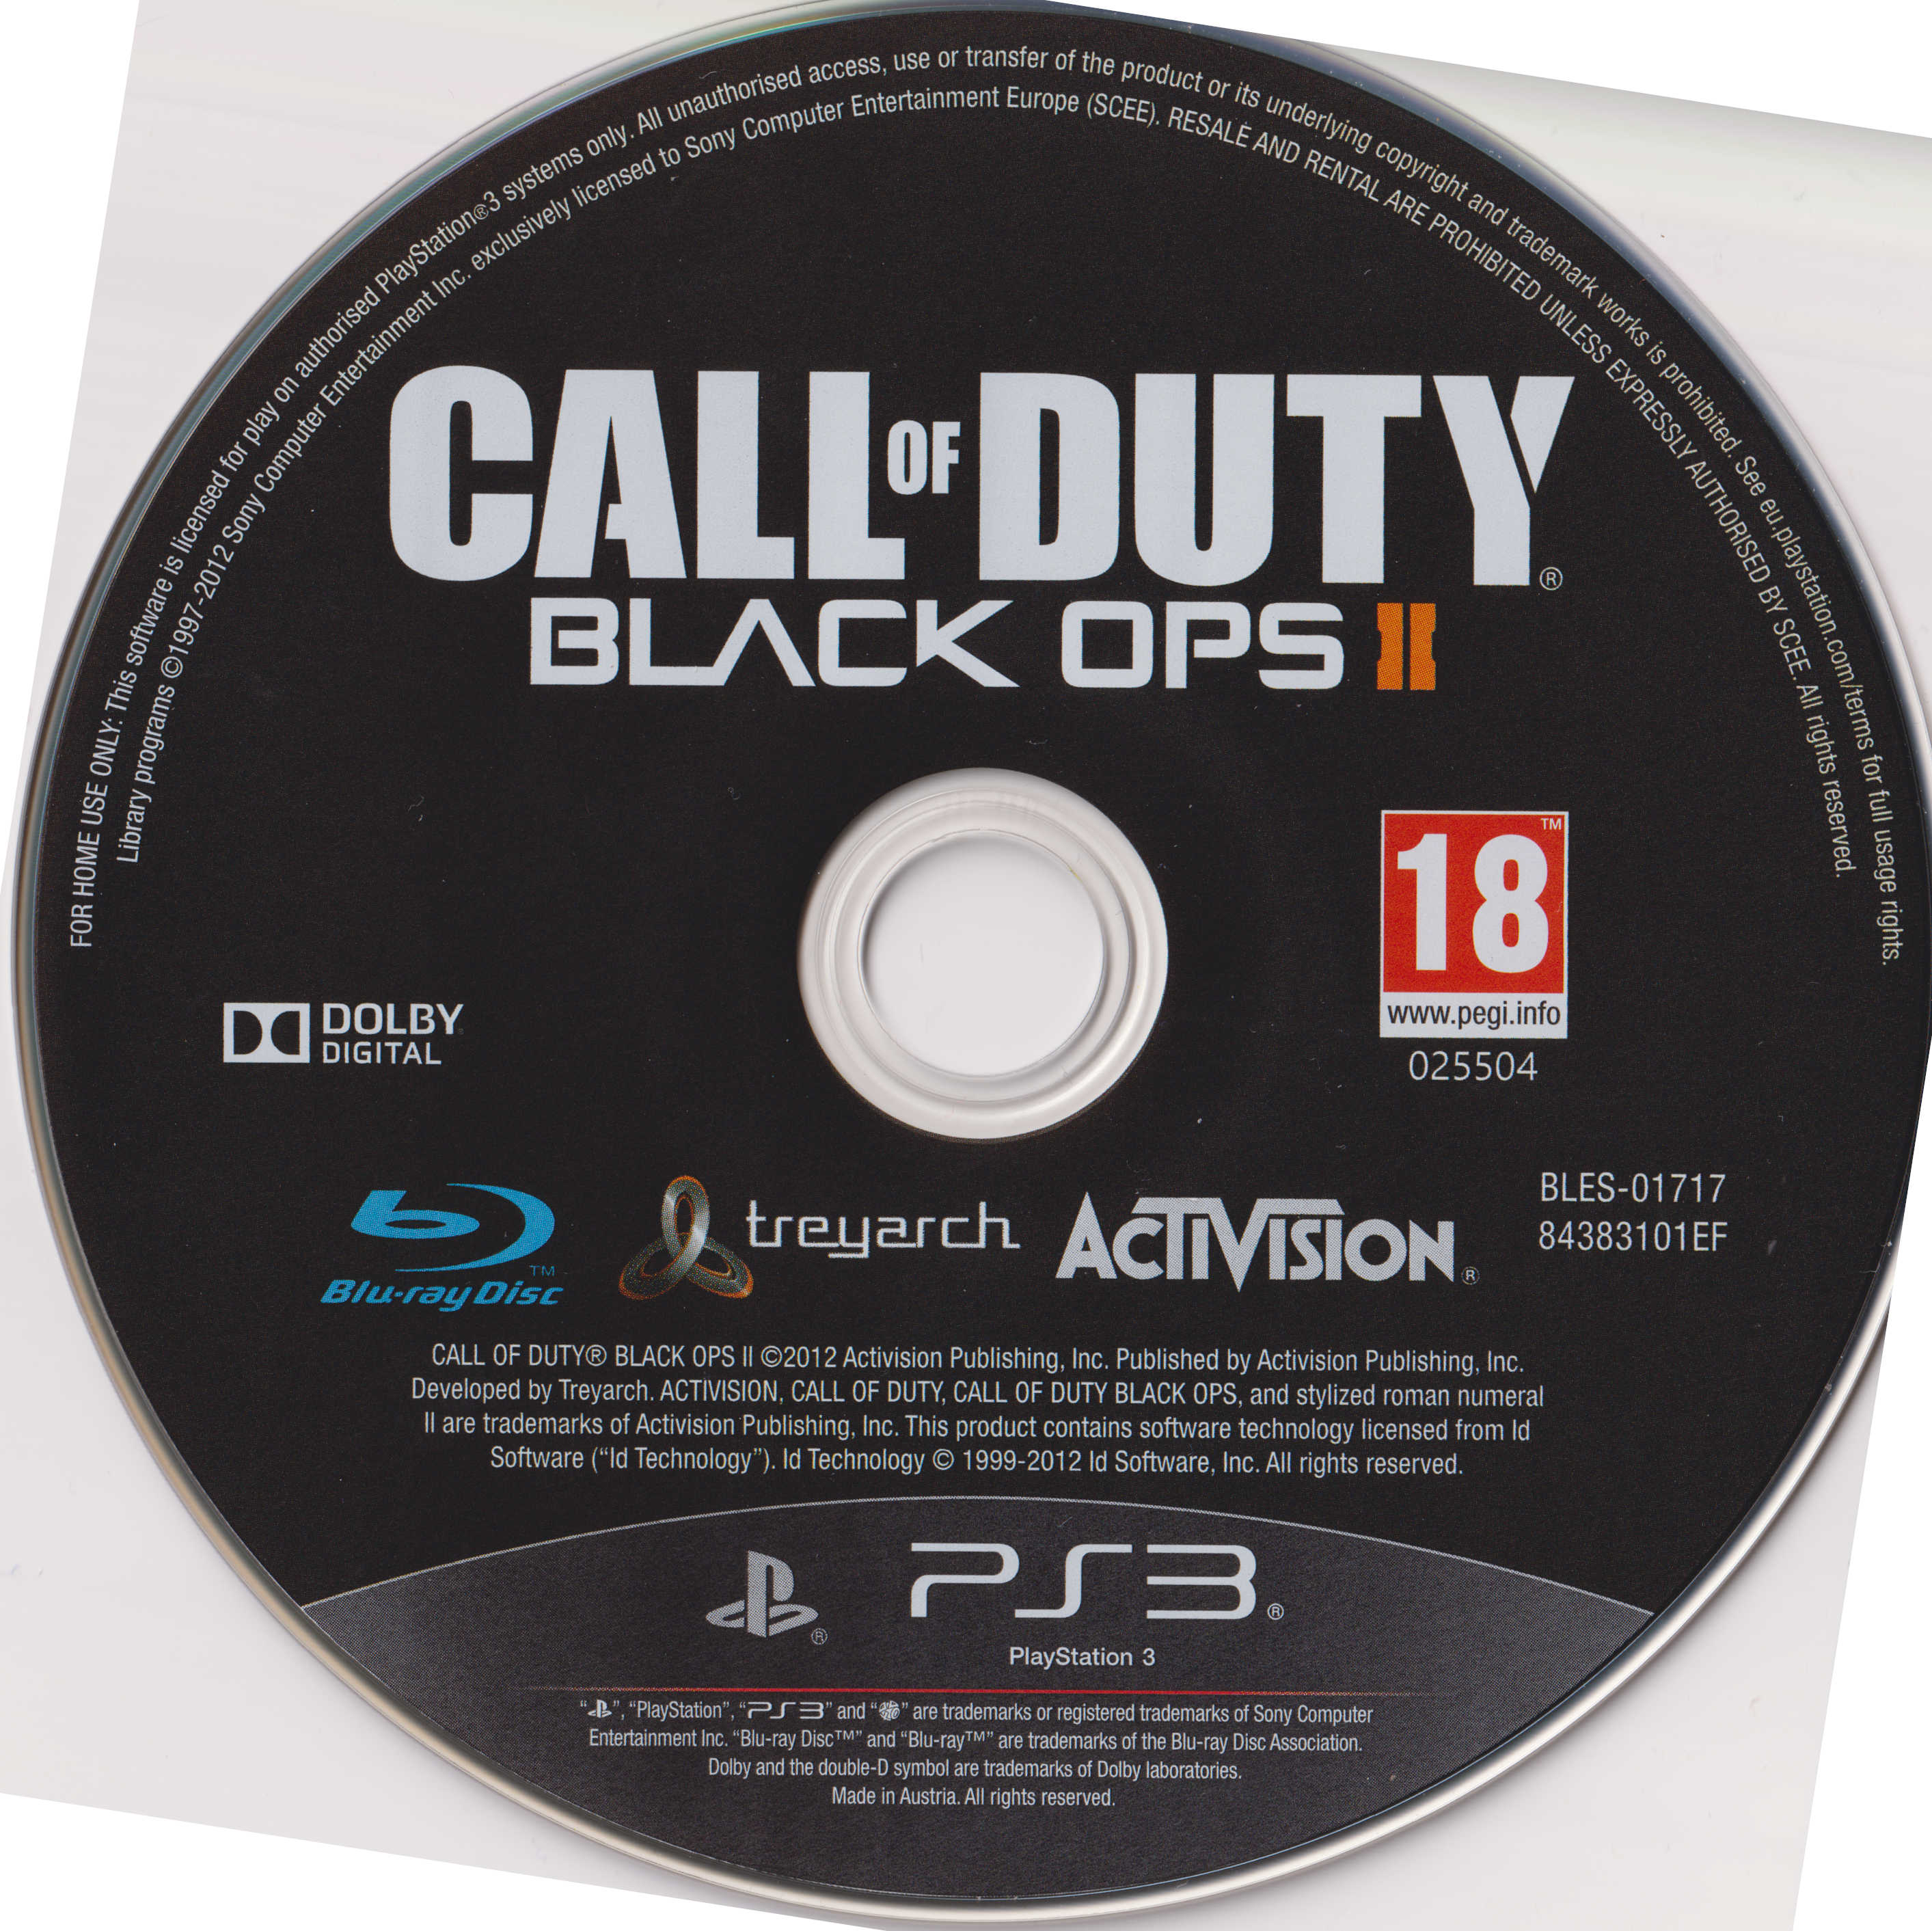 FOR HOME USE ONLY: This software is licensed for play on authorised PlayStation®3 systems only. All unauthorised access, use or transfer of the product or its underlying copyright and trademark works is prohibited. See eu.playstation.com/terms for full usage rights.
Library programs ©1997-2012 Sony Computer Entertainment Inc. exclusively licensed to Sony Computer Entertainment Europe (SCEE). RESALE AND RENTAL ARE PROHIBITED UNLESS EXPRESSLY AUTHORISED BY SCEE. All rights reserved.
CALL OF DUTY®
BLACK OPS II
18™
www.pegi.info
025504
DOLBY
DIGITAL
Blu-ray Disc™
treyarch
ACTIVISION®
BLES-01717
84383101EF
CALL OF DUTY® BLACK OPS II ©2012 Activision Publishing, Inc. Published by Activision Publishing, Inc.
Developed by Treyarch. ACTIVISION, CALL OF DUTY, CALL OF DUTY BLACK OPS, and stylized roman numeral
II are trademarks of Activision Publishing, Inc. This product contains software technology licensed from Id
Software (“Id Technology”). Id Technology © 1999-2012 Id Software, Inc. All rights reserved.
PS3®
PlayStation 3
“ ”, “PlayStation”, “PS3” and “ ” are trademarks or registered trademarks of Sony Computer
Entertainment Inc. “Blu-ray Disc™” and “Blu-ray™” are trademarks of the Blu-ray Disc Association.
Dolby and the double-D symbol are trademarks of Dolby laboratories.
Made in Austria. All rights reserved.